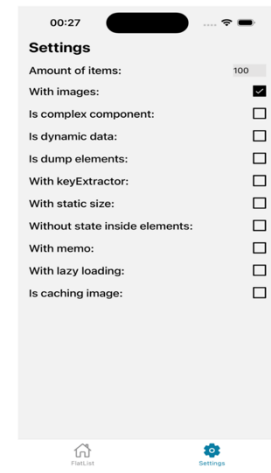 00:27
Settings
Amount of items: 100
With images:
Is complex component:
Is dynamic data:
Is dump elements:
With keyExtractor:
With static size:
Without state inside elements:
With memo:
With lazy loading:
Is caching image:
FlatList Settings